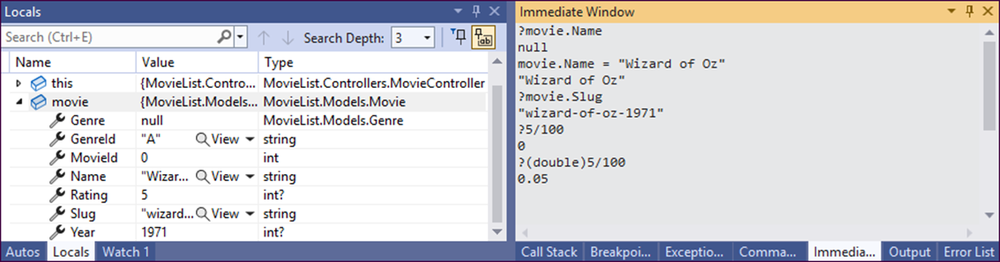 Locals
Search (Ctrl+E) Search Depth: 3
Name Value Type
this {MovieList.Contro... MovieList.Controllers.MovieController
movie {MovieList.Models... MovieList.Models.Movie
Genre null MovieList.Models.Genre
GenreId "A" View string
MovieId 0 int
Name "Wizar... View string
Rating 5 int?
Slug "wizard... View string
Year 1971 int?
Autos Locals Watch 1
Immediate Window
?movie.Name
null
movie.Name = "Wizard of Oz"
"Wizard of Oz"
?movie.Slug
"wizard-of-oz-1971"
?5/100
0
?(double)5/100
0.05
Call Stack Breakpoi... Exceptio... Comma... Immedia... Output Error List